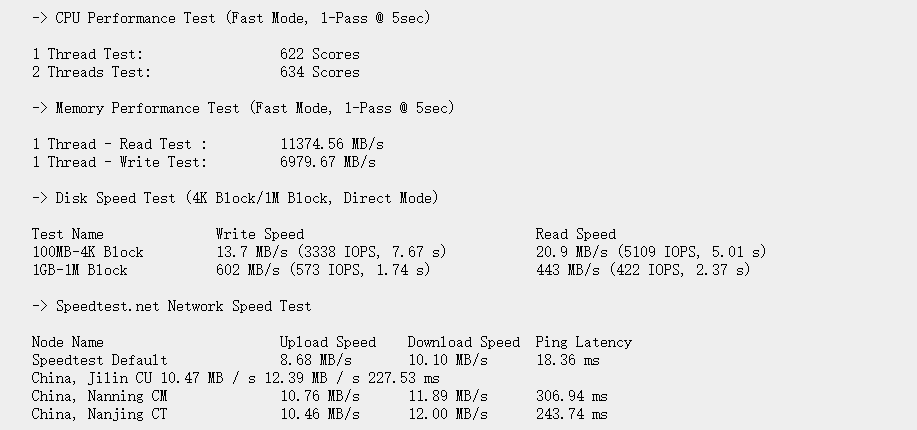 -> CPU Performance Test (Fast Mode, 1-Pass @ 5sec)
1 Thread Test: 622 Scores
2 Threads Test: 634 Scores
-> Memory Performance Test (Fast Mode, 1-Pass @ 5sec)
1 Thread - Read Test : 11374.56 MB/s
1 Thread - Write Test: 6979.67 MB/s
-> Disk Speed Test (4K Block/1M Block, Direct Mode)
Test Name Write Speed Read Speed
100MB-4K Block 13.7 MB/s (3338 IOPS, 7.67 s) 20.9 MB/s (5109 IOPS, 5.01 s)
1GB-1M Block 602 MB/s (573 IOPS, 1.74 s) 443 MB/s (422 IOPS, 2.37 s)
-> Speedtest.net Network Speed Test
Node Name Upload Speed Download Speed Ping Latency
Speedtest Default 8.68 MB/s 10.10 MB/s 18.36 ms
China, Jilin CU 10.47 MB / s 12.39 MB / s 227.53 ms
China, Nanning CM 10.76 MB/s 11.89 MB/s 306.94 ms
China, Nanjing CT 10.46 MB/s 12.00 MB/s 243.74 ms